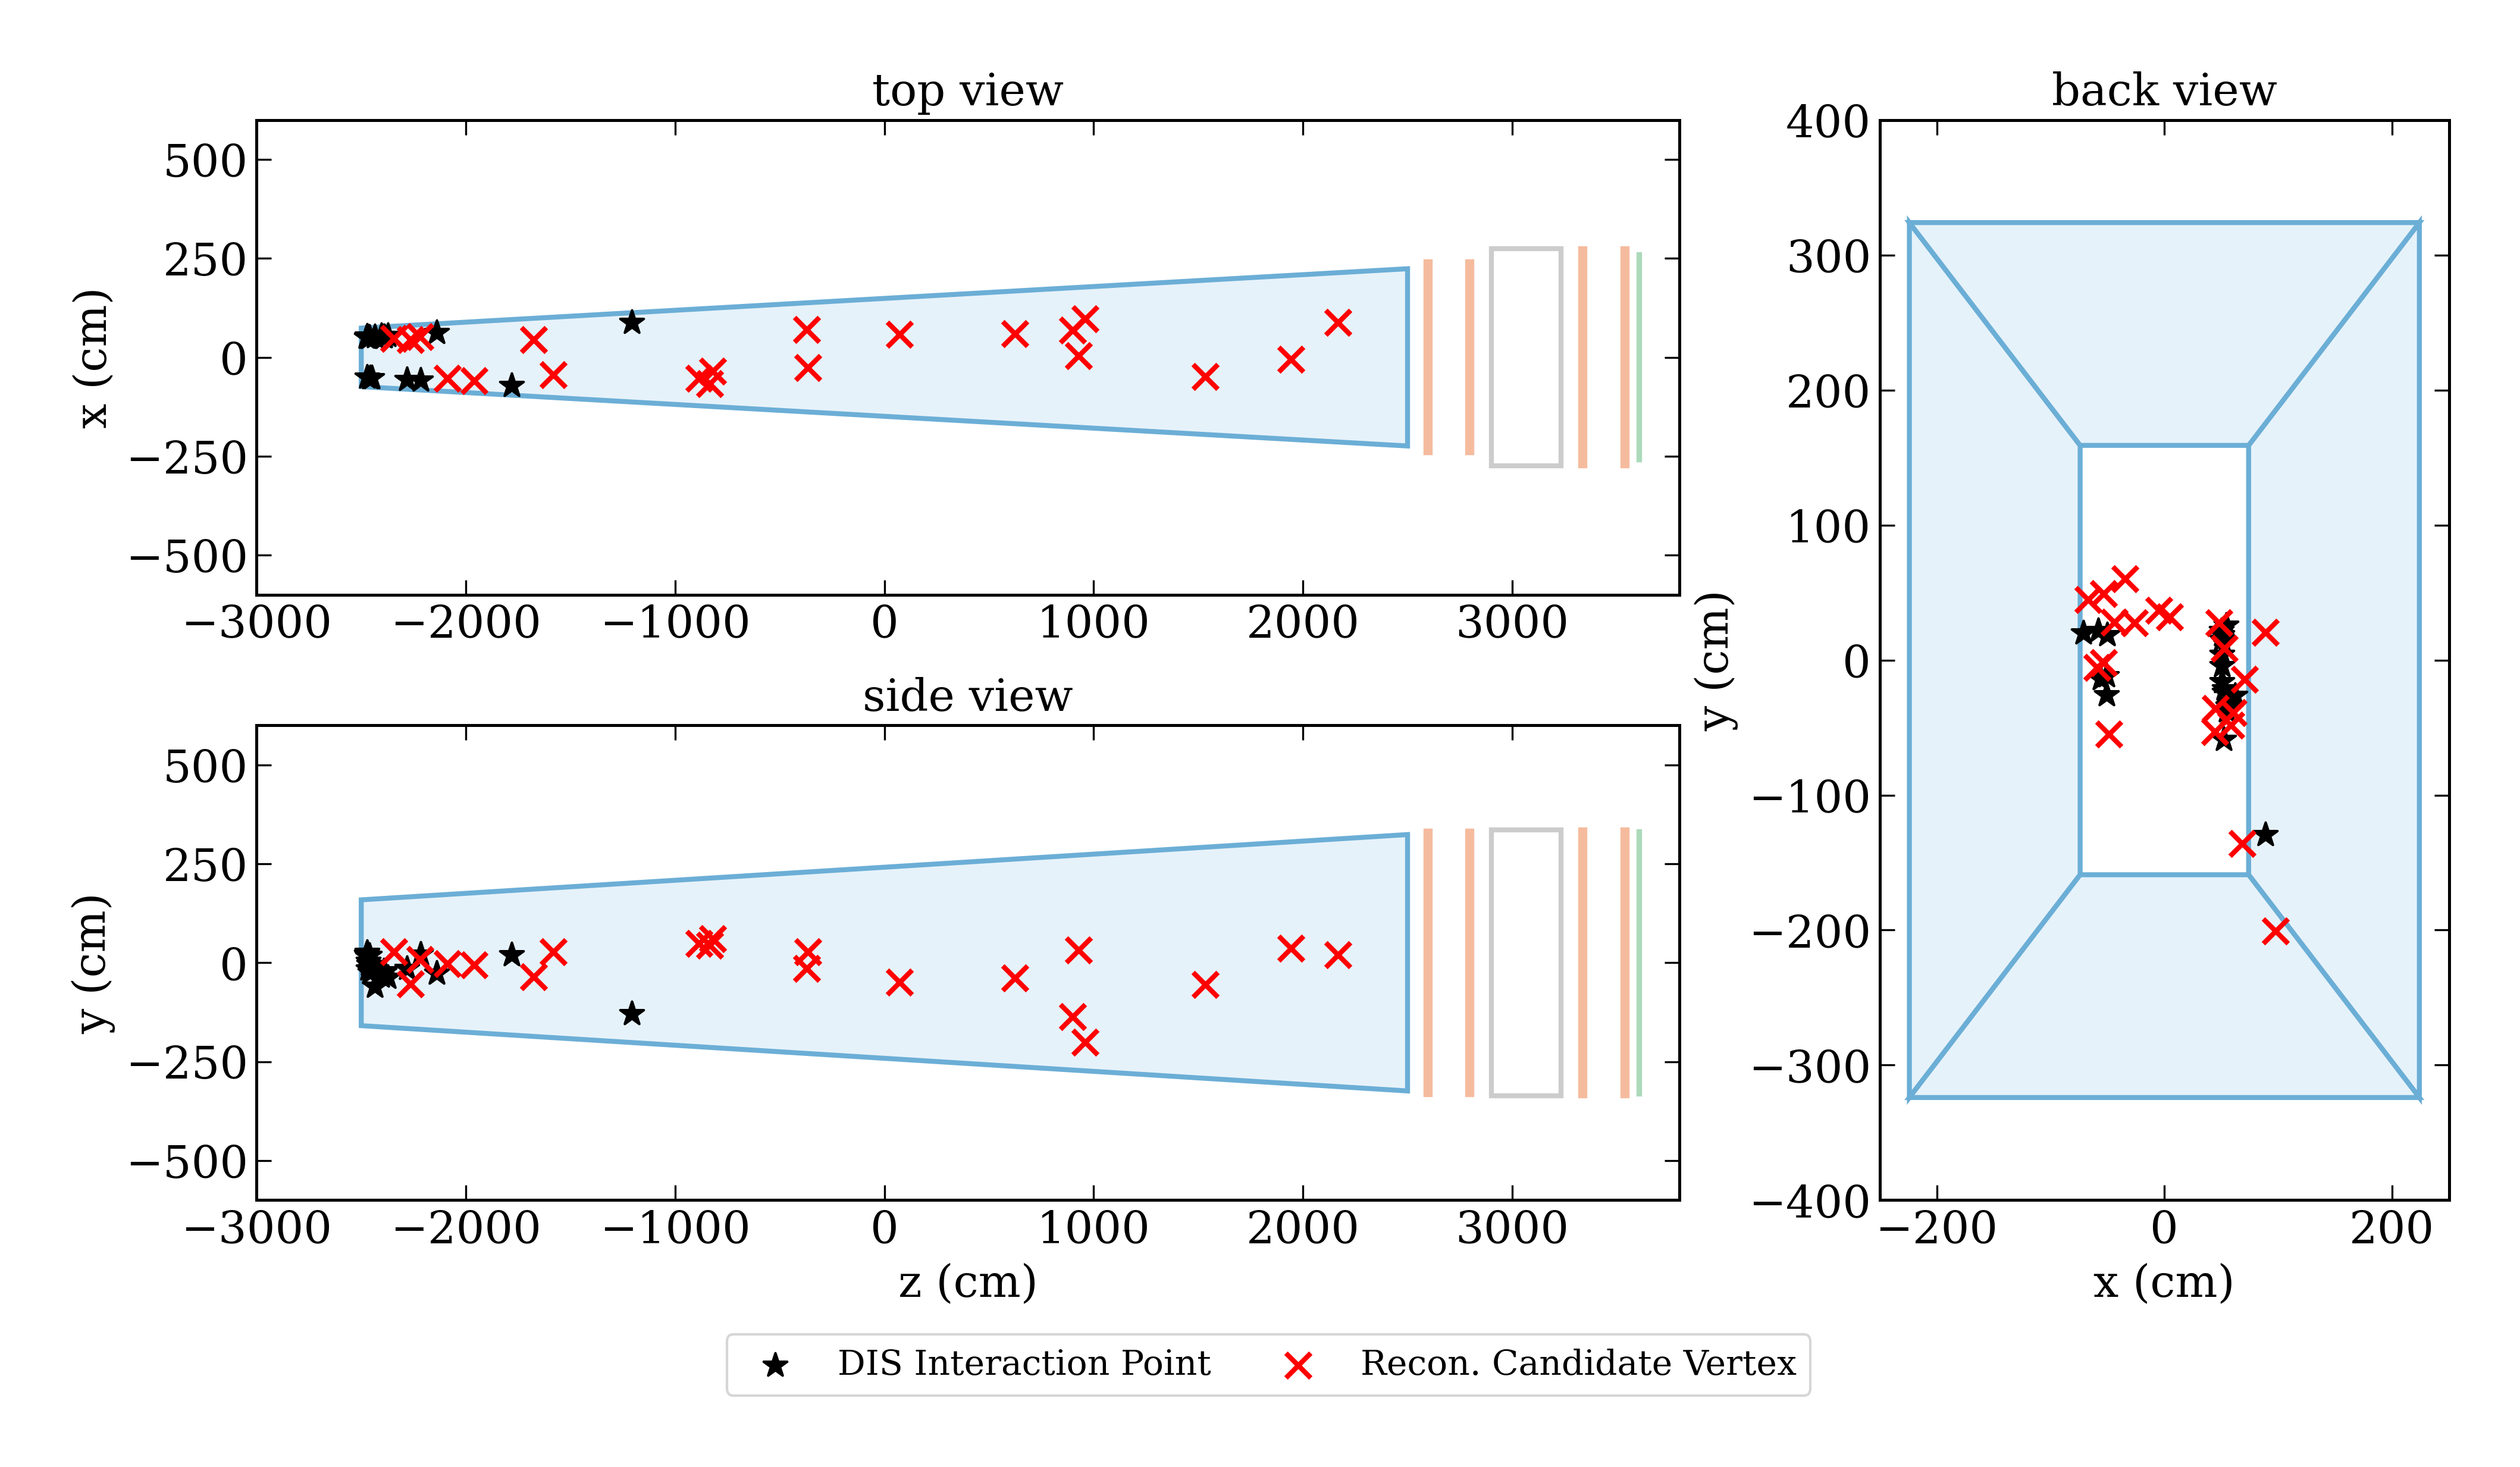 top view
500
250
0
−250
−500
x (cm)
−3000 −2000 −1000 0 1000 2000 3000
side view
500
250
0
−250
−500
y (cm)
−3000 −2000 −1000 0 1000 2000 3000
z (cm)
back view
400
300
200
100
0
−100
−200
−300
−400
y (cm)
−200 0 200
x (cm)
DIS Interaction Point Recon. Candidate Vertex